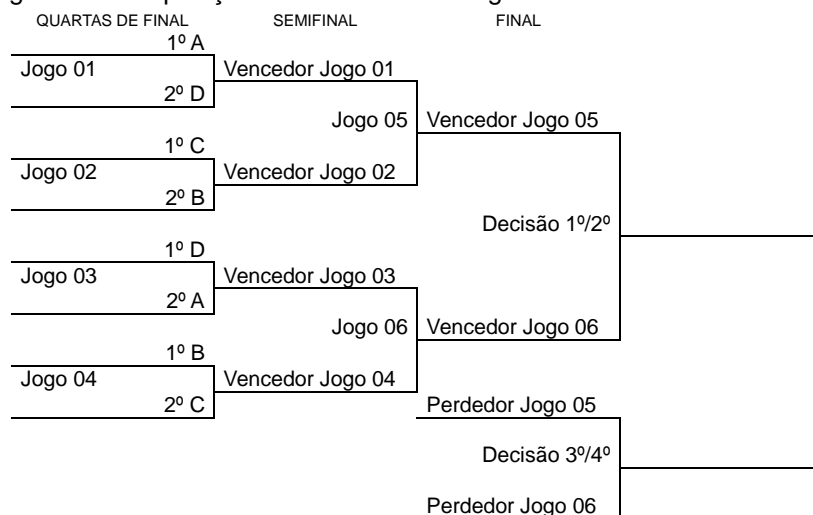 QUARTAS DE FINAL SEMIFINAL FINAL
1º A
Jogo 01 Vencedor Jogo 01
2º D
Jogo 05 Vencedor Jogo 05
1º C
Jogo 02 Vencedor Jogo 02
2º B
Decisão 1º/2º
1º D
Jogo 03 Vencedor Jogo 03
2º A
Jogo 06 Vencedor Jogo 06
1º B
Jogo 04 Vencedor Jogo 04
2º C Perdedor Jogo 05
Decisão 3º/4º
Perdedor Jogo 06